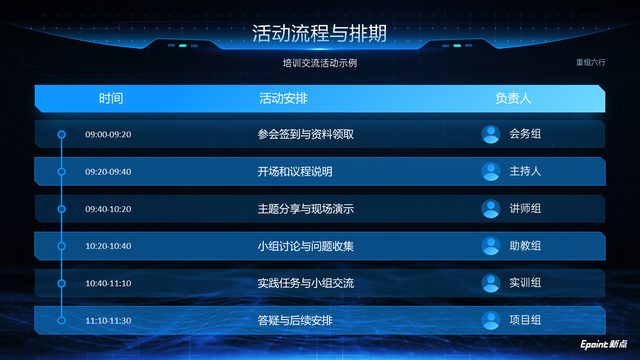 活动流程与排期
培训交流活动示例
重组六行
时间 活动安排 负责人
09:00-09:20 参会签到与资料领取 会务组
09:20-09:40 开场和议程说明 主持人
09:40-10:20 主题分享与现场演示 讲师组
10:20-10:40 小组讨论与问题收集 助教组
10:40-11:10 实践任务与小组交流 实训组
11:10-11:30 答疑与后续安排 项目组
Epoint 新点